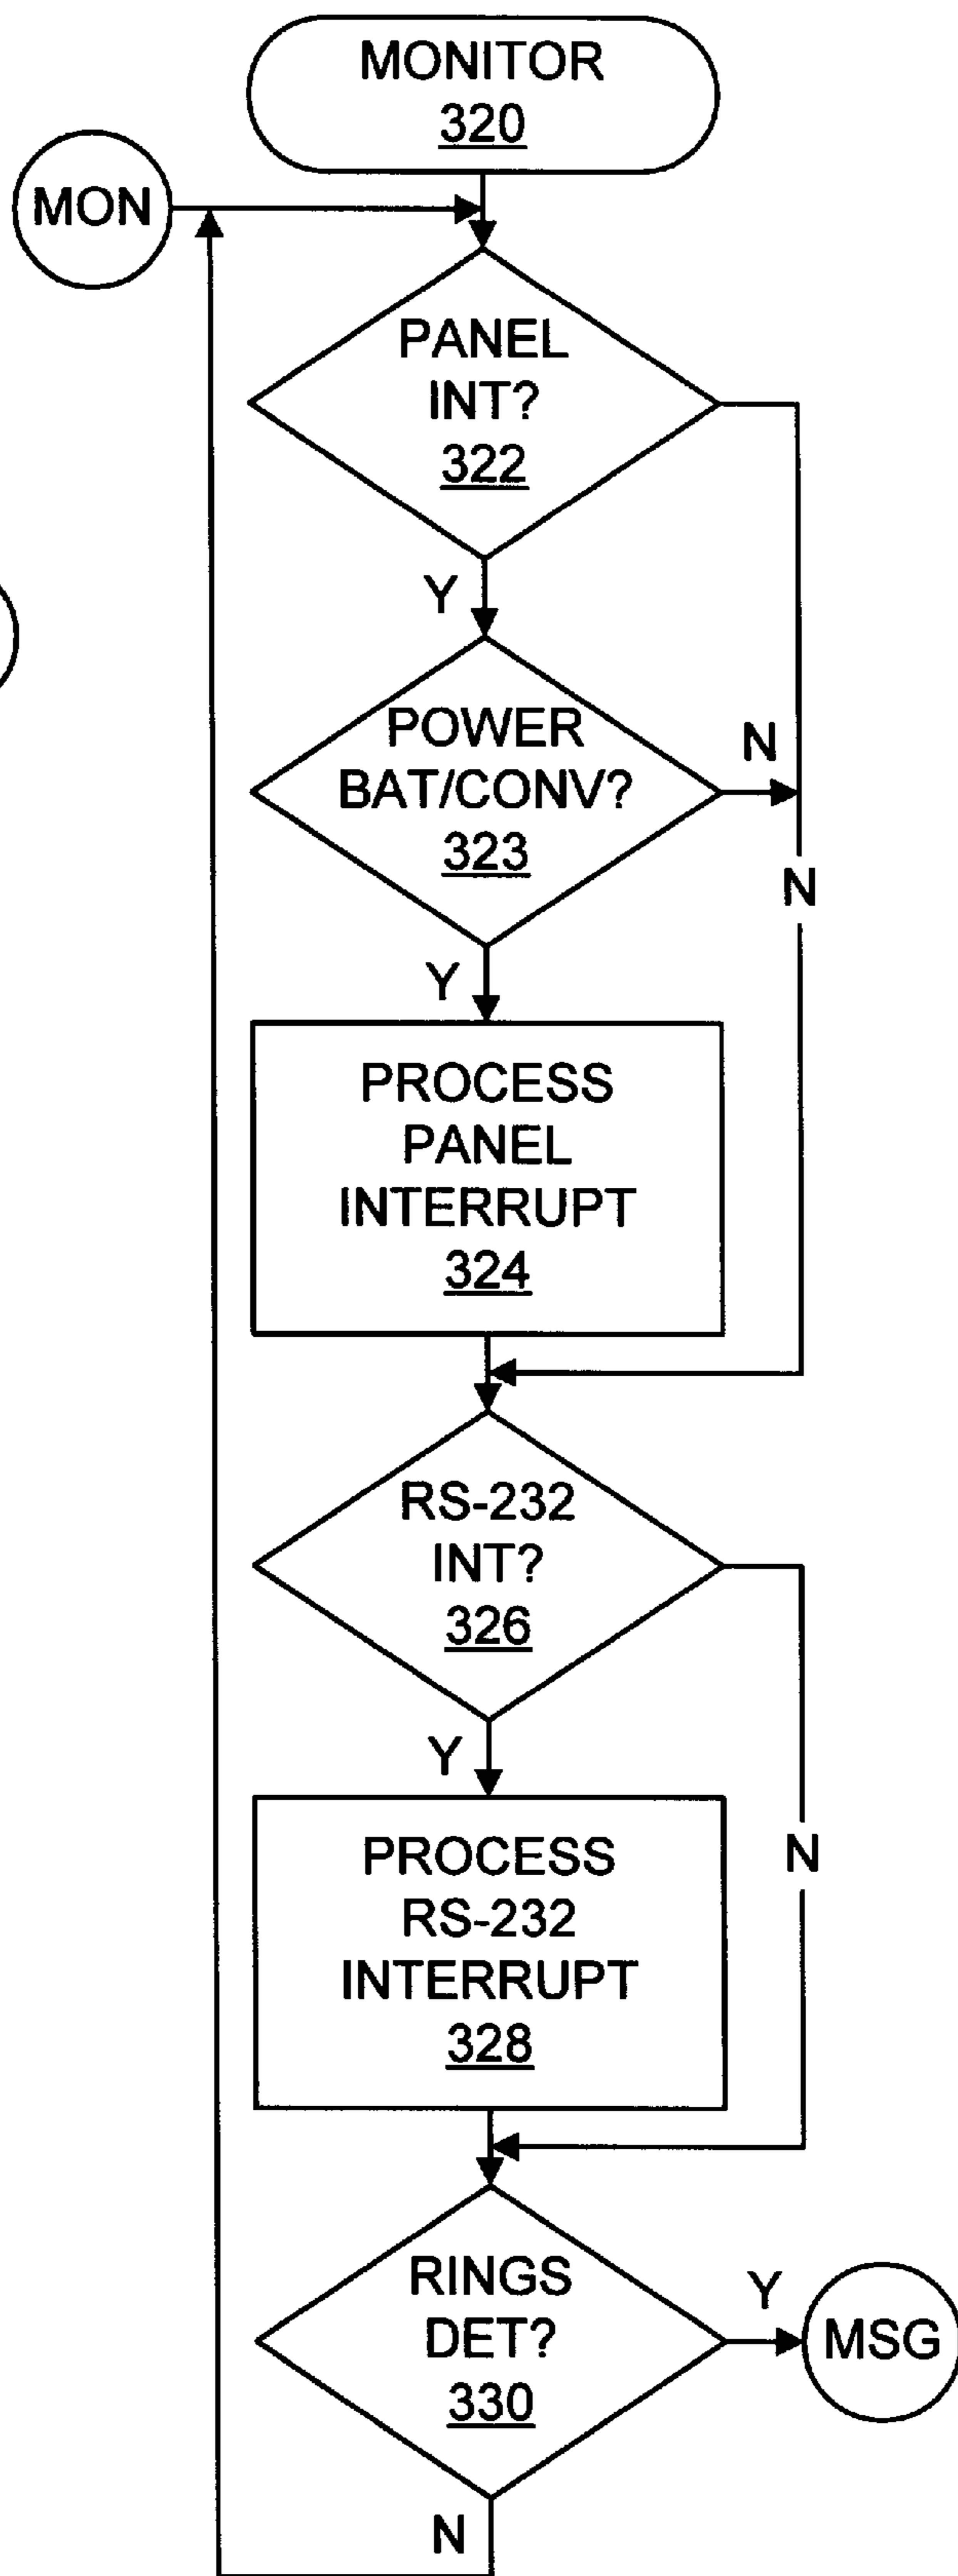 MONITOR
320
MON
PANEL
INT?
322
Y
POWER
BAT/CONV?
323
N
N
Y
PROCESS
PANEL
INTERRUPT
324
RS-232
INT?
326
Y
N
PROCESS
RS-232
INTERRUPT
328
RINGS
DET?
330
Y
MSG
N